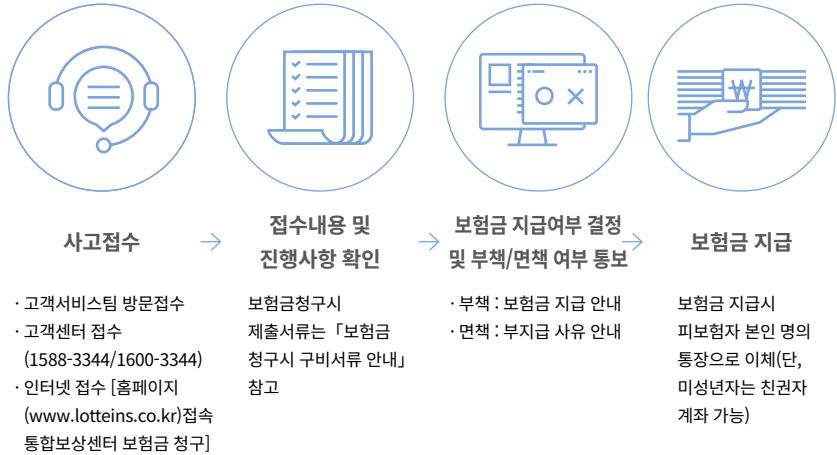 사고접수
· 고객서비스팀 방문접수
· 고객센터 접수
(1588-3344/1600-3344)
· 인터넷 접수 [홈페이지
(www.lotteins.co.kr)접속
통합보상센터 보험금 청구]
접수내용 및
진행사항 확인
보험금청구시
제출서류는「보험금
청구시 구비서류 안내」
참고
보험금 지급여부 결정
및 부책/면책 여부 통보
· 부책 : 보험금 지급 안내
· 면책 : 부지급 사유 안내
보험금 지급
보험금 지급시
피보험자 본인 명의
통장으로 이체(단,
미성년자는 친권자
계좌 가능)